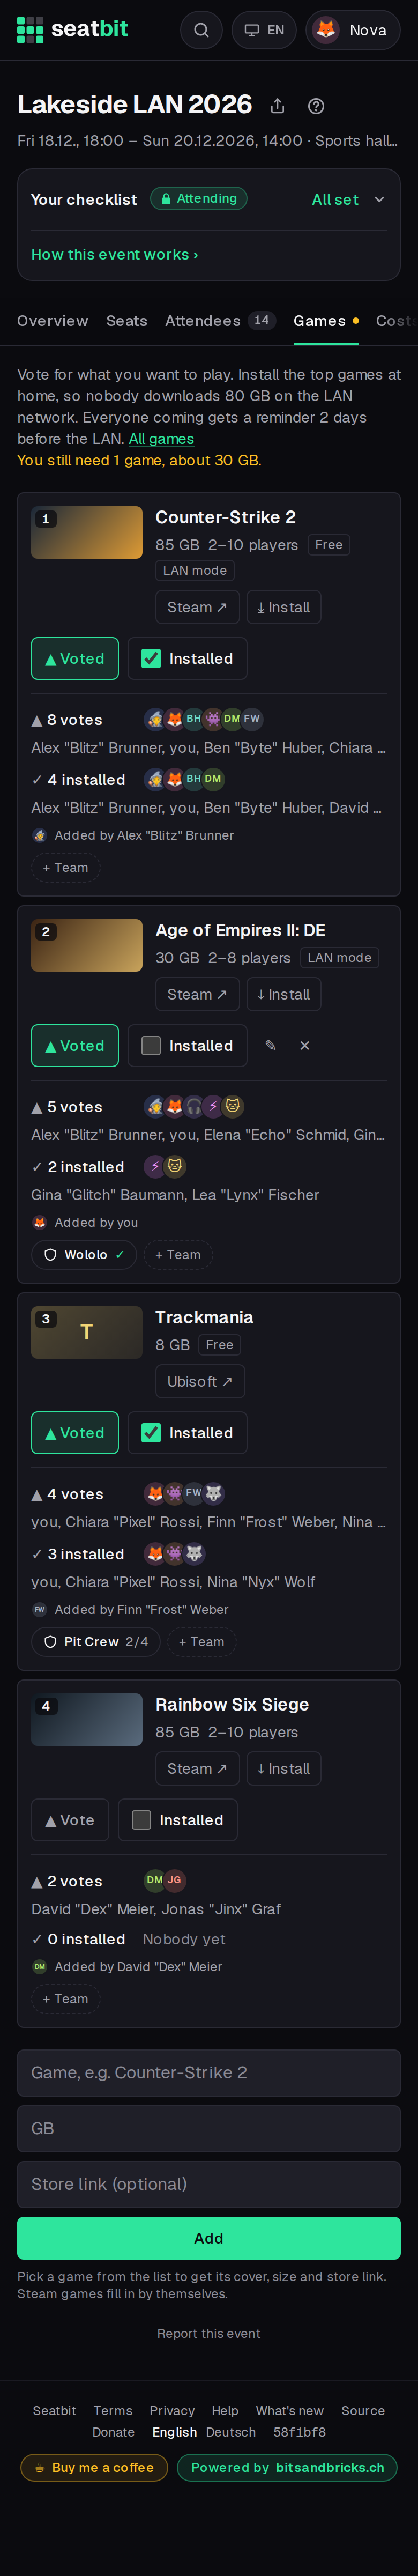 seatbit
EN
Nova
Lakeside LAN 2026
Fri 18.12., 18:00 – Sun 20.12.2026, 14:00 · Sports hall…
Your checklist
Attending
All set
How this event works ›
Overview Seats Attendees 14 Games Costs
Vote for what you want to play. Install the top games at
home, so nobody downloads 80 GB on the LAN
network. Everyone coming gets a reminder 2 days
before the LAN. All games
You still need 1 game, about 30 GB.
1
Counter-Strike 2
85 GB 2–10 players Free
LAN mode
Steam ↗ ↓ Install
▲ Voted Installed
▲ 8 votes BH DM FW
Alex "Blitz" Brunner, you, Ben "Byte" Huber, Chiara …
✓ 4 installed BH DM
Alex "Blitz" Brunner, you, Ben "Byte" Huber, David …
Added by Alex "Blitz" Brunner
+ Team
2
Age of Empires II: DE
30 GB 2–8 players LAN mode
Steam ↗ ↓ Install
▲ Voted Installed ✎ ✕
▲ 5 votes
Alex "Blitz" Brunner, you, Elena "Echo" Schmid, Gin…
✓ 2 installed
Gina "Glitch" Baumann, Lea "Lynx" Fischer
Added by you
Wololo ✓ + Team
3
T
Trackmania
8 GB Free
Ubisoft ↗
▲ Voted Installed
▲ 4 votes FW
you, Chiara "Pixel" Rossi, Finn "Frost" Weber, Nina …
✓ 3 installed
you, Chiara "Pixel" Rossi, Nina "Nyx" Wolf
FW Added by Finn "Frost" Weber
Pit Crew 2/4 + Team
4
Rainbow Six Siege
85 GB 2–10 players
Steam ↗ ↓ Install
▲ Vote Installed
▲ 2 votes DM JG
David "Dex" Meier, Jonas "Jinx" Graf
✓ 0 installed Nobody yet
DM Added by David "Dex" Meier
+ Team
Game, e.g. Counter-Strike 2
GB
Store link (optional)
Add
Pick a game from the list to get its cover, size and store link.
Steam games fill in by themselves.
Report this event
Seatbit Terms Privacy Help What's new Source
Donate English Deutsch 58f1bf8
Buy me a coffee Powered by bitsandbricks.ch